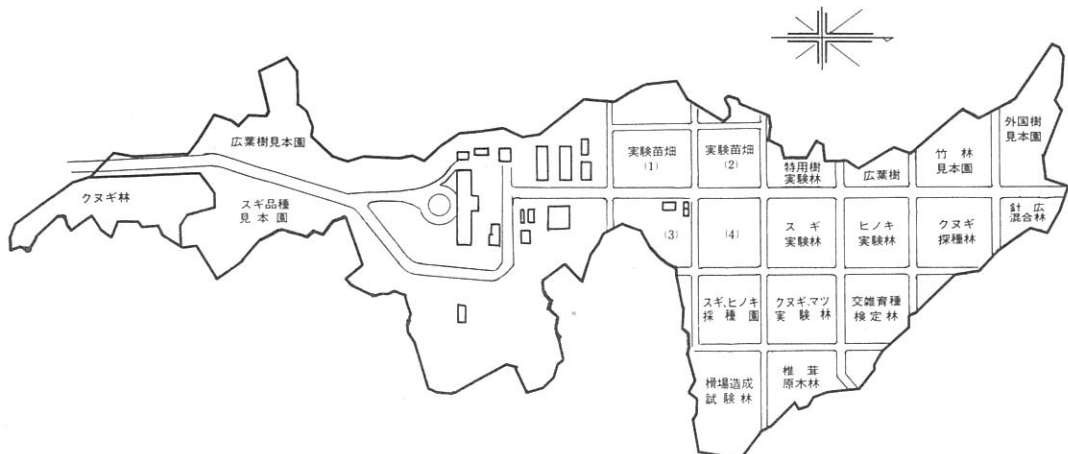 広葉樹見本園
クヌギ林
スギ品種
見本園
実験苗畑
(1)
実験苗畑
(2)
特用樹
実験林
広葉樹
竹林
見本園
外国樹
見本園
(3)
(4)
スギ
実験林
ヒノキ
実験林
クヌギ
採種林
針広
混合林
スギ、ヒノキ
採種園
クヌギ、マツ
実験林
交雑育種
検定林
榾場造成
試験林
椎茸
原木林